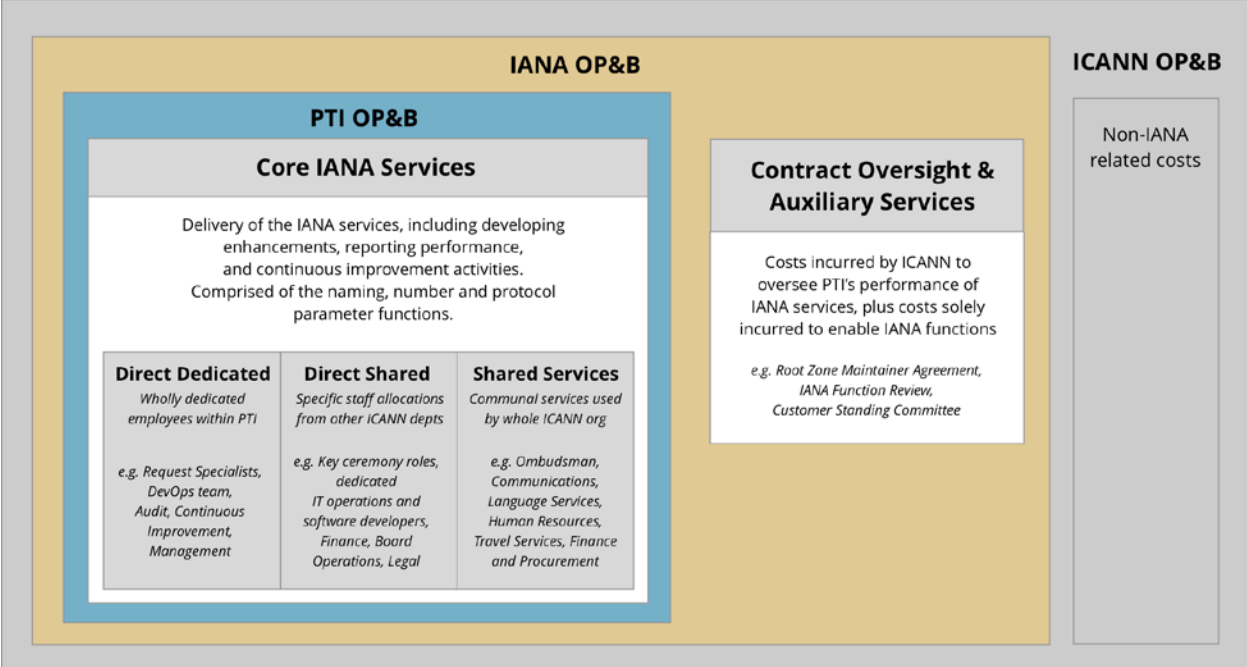 IANA OP&B
ICANN OP&B
PTI OP&B
Core IANA Services
Delivery of the IANA services, including developing
enhancements, reporting performance,
and continuous improvement activities.
Comprised of the naming, number and protocol
parameter functions.
Direct Dedicated
Wholly dedicated
employees within PTI
e.g. Request Specialists,
DevOps team,
Audit, Continuous
Improvement,
Management
Direct Shared
Specific staff allocations
from other ICANN depts
e.g. Key ceremony roles,
dedicated
IT operations and
software developers,
Finance, Board
Operations, Legal
Shared Services
Communal services used
by whole ICANN org
e.g. Ombudsman,
Communications,
Language Services,
Human Resources,
Travel Services, Finance
and Procurement
Contract Oversight &
Auxiliary Services
Costs incurred by ICANN to
oversee PTI's performance of
IANA services, plus costs solely
incurred to enable IANA functions
e.g. Root Zone Maintainer Agreement,
IANA Function Review,
Customer Standing Committee
Non-IANA
related costs